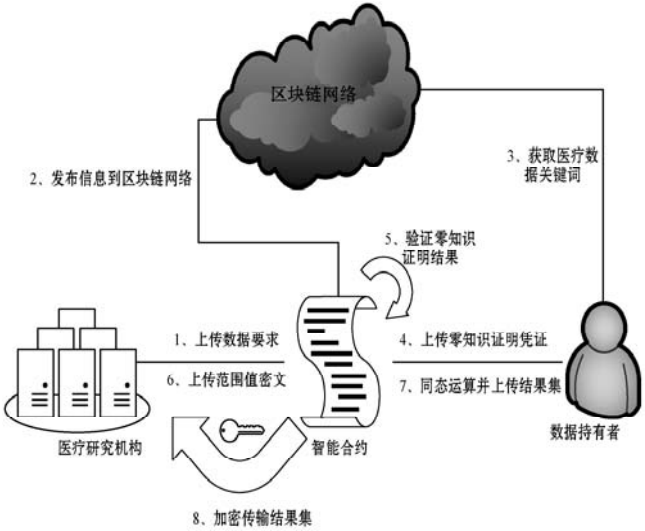 区块链网络
2、发布信息到区块链网络
3、获取医疗数
据关键词
5、验证零知识
证明结果
1、上传数据要求
4、上传零知识证明凭证
6、上传范围值密文
7、同态运算并上传结果集
医疗研究机构
智能合约
数据持有者
8、加密传输结果集